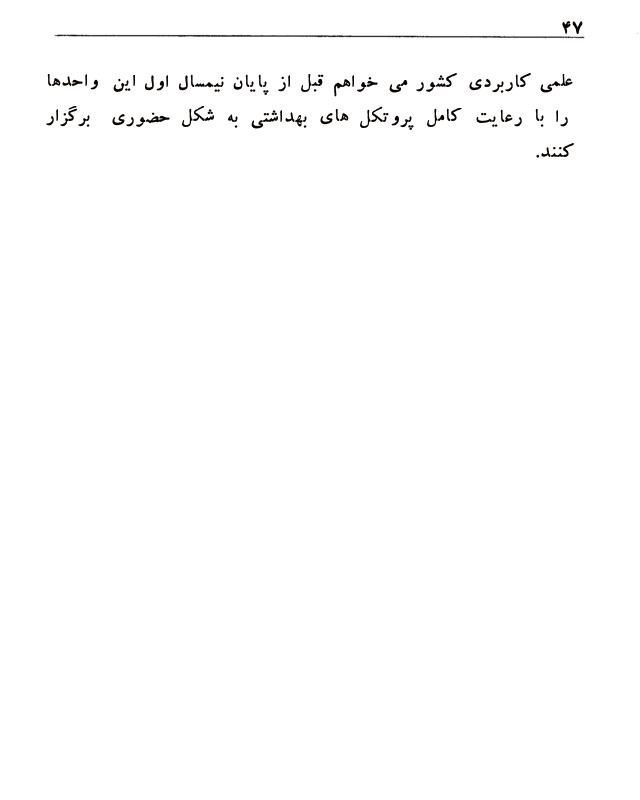 ۴۷
علمی کاربردی کشور می خواهم قبل از پایان نیمسال اول این واحدها
را با رعایت کامل پروتکل های بهداشتی به شکل حضوری برگزار
کنند.